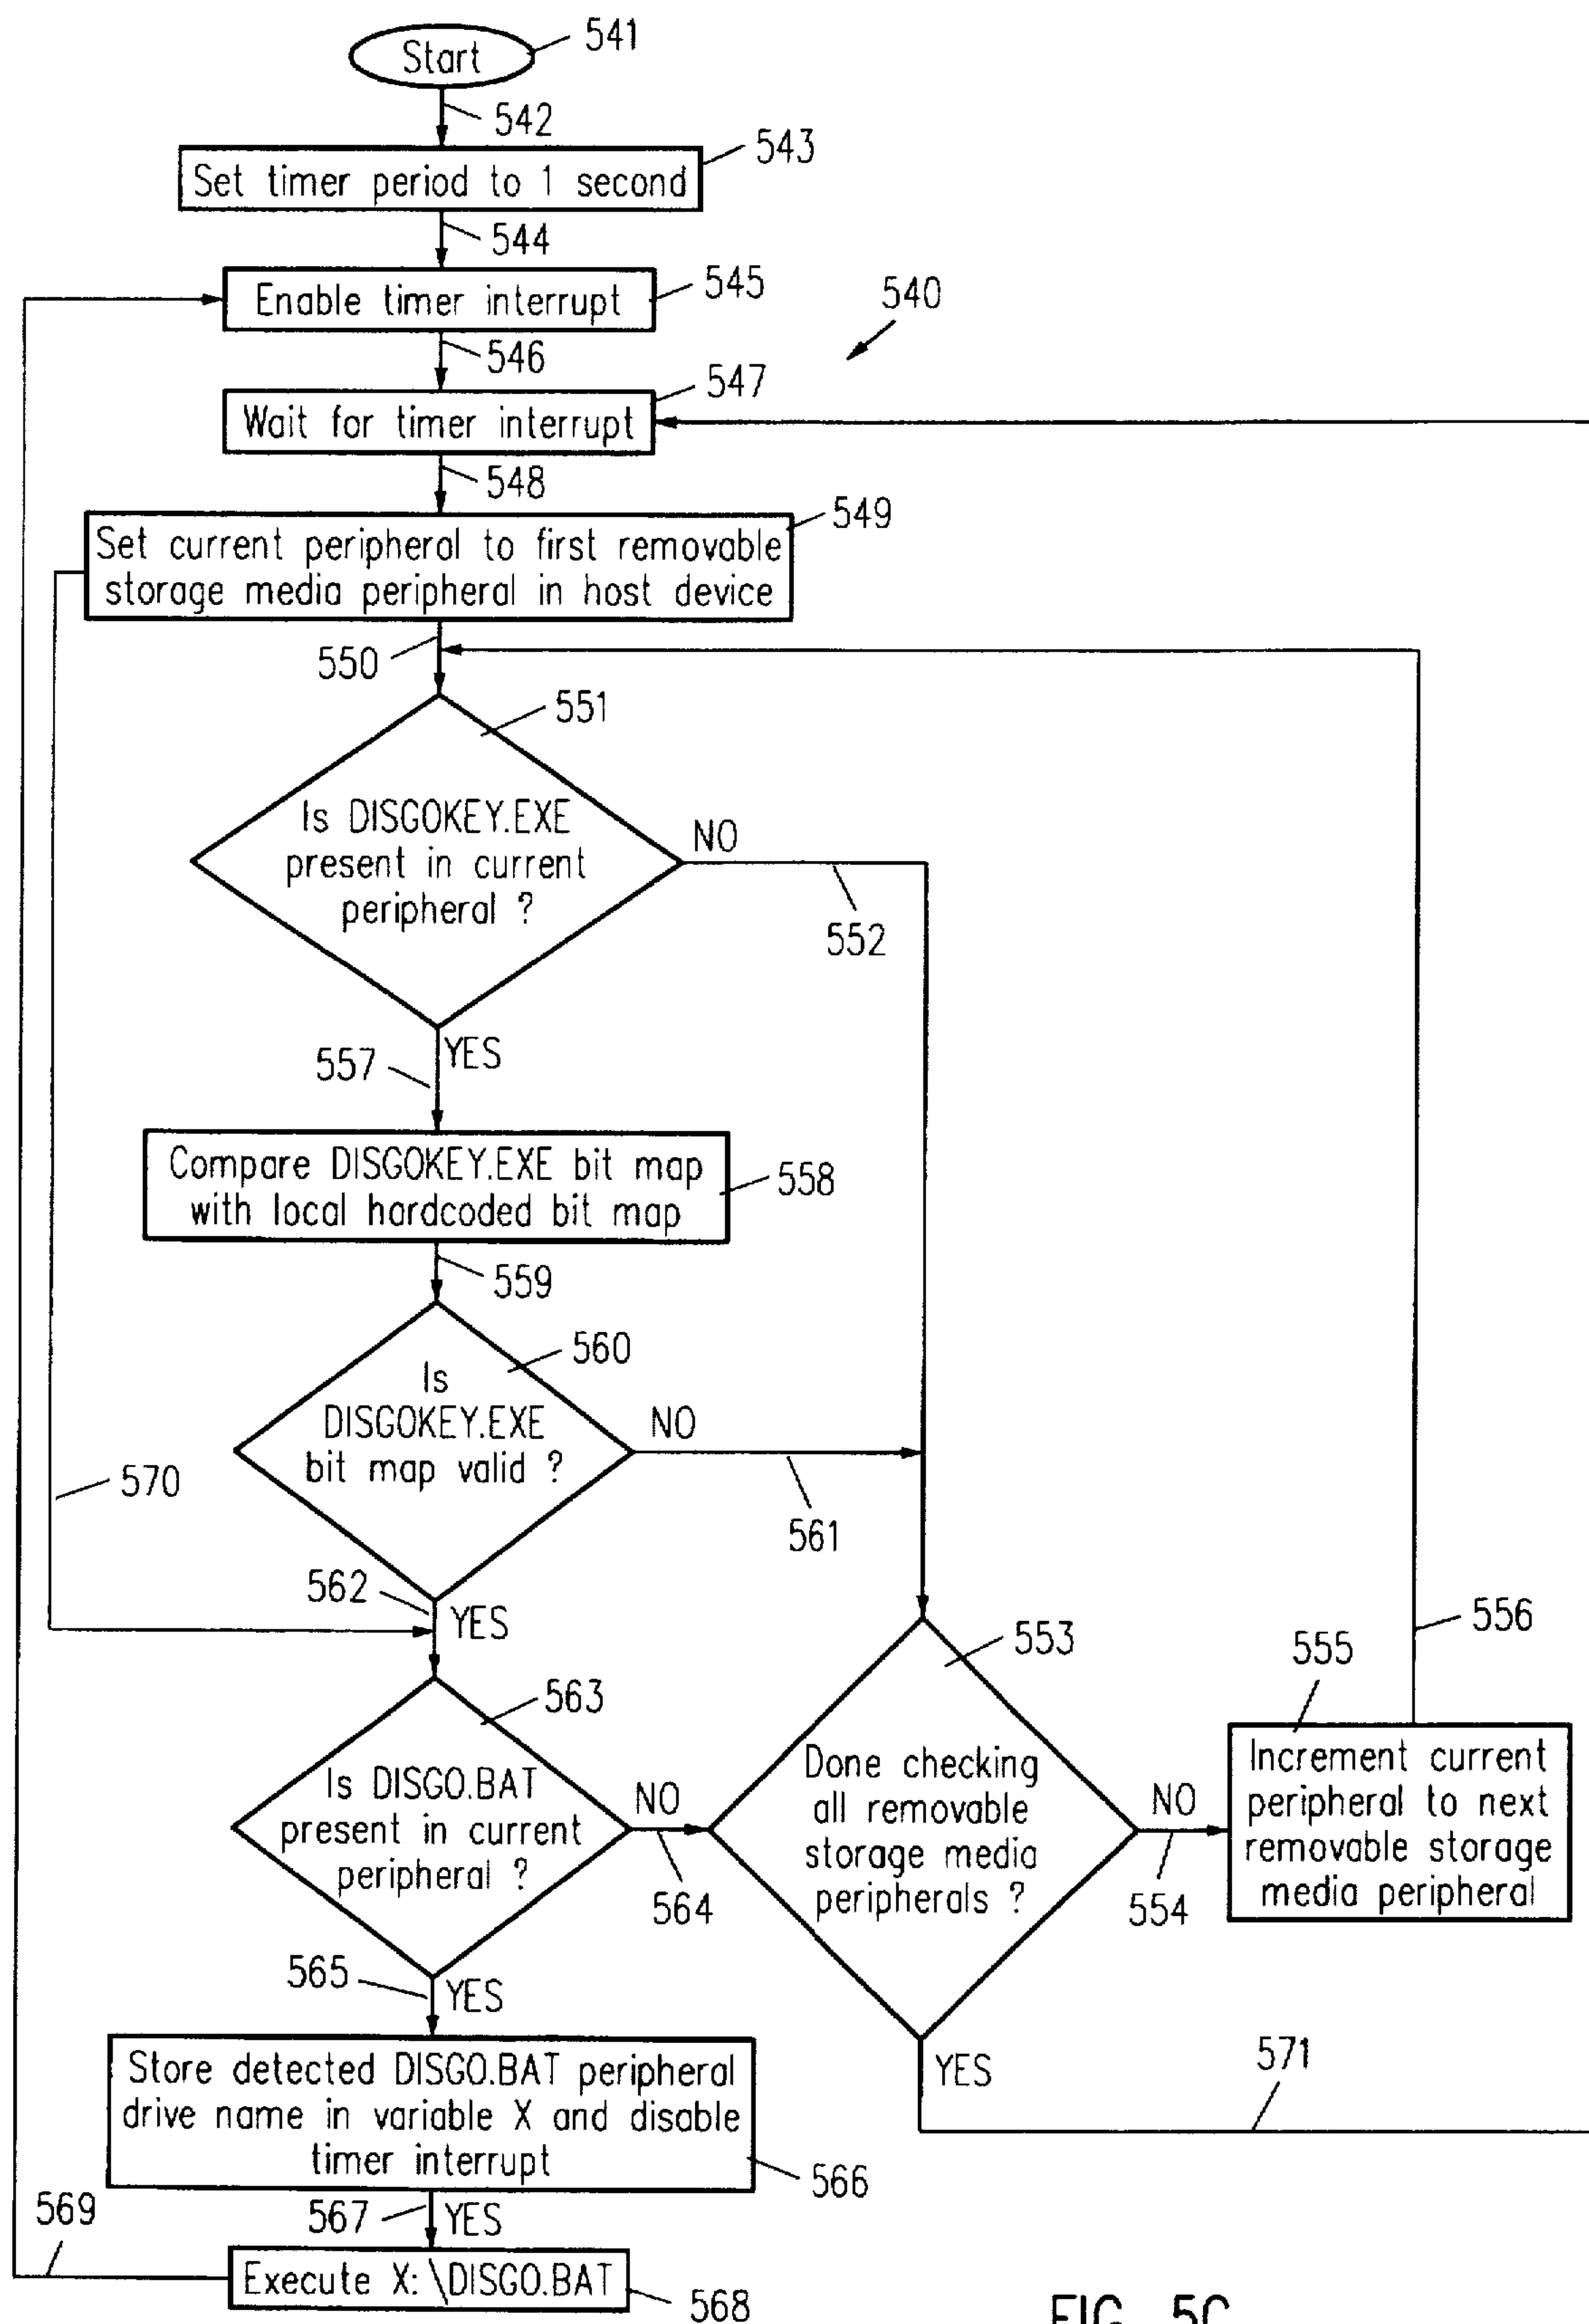 Start
541
542
Set timer period to 1 second
543
544
Enable timer interrupt
545
540
546
Wait for timer interrupt
547
548
Set current peripheral to first removable
storage media peripheral in host device
549
550
551
Is DISGOKEY.EXE
present in current
peripheral ?
NO
552
YES
557
Compare DISGOKEY.EXE bit map
with local hardcoded bit map
558
559
560
Is
DISGOKEY.EXE
bit map valid ?
NO
561
570
562
YES
553
556
555
563
Is DISGO.BAT
present in current
peripheral ?
NO
564
Done checking
all removable
storage media
peripherals ?
NO
554
Increment current
peripheral to next
removable storage
media peripheral
565
YES
YES
571
Store detected DISGO.BAT peripheral
drive name in variable X and disable
timer interrupt
566
567
YES
569
Execute X:\DISGO.BAT
568
FIG. 5C